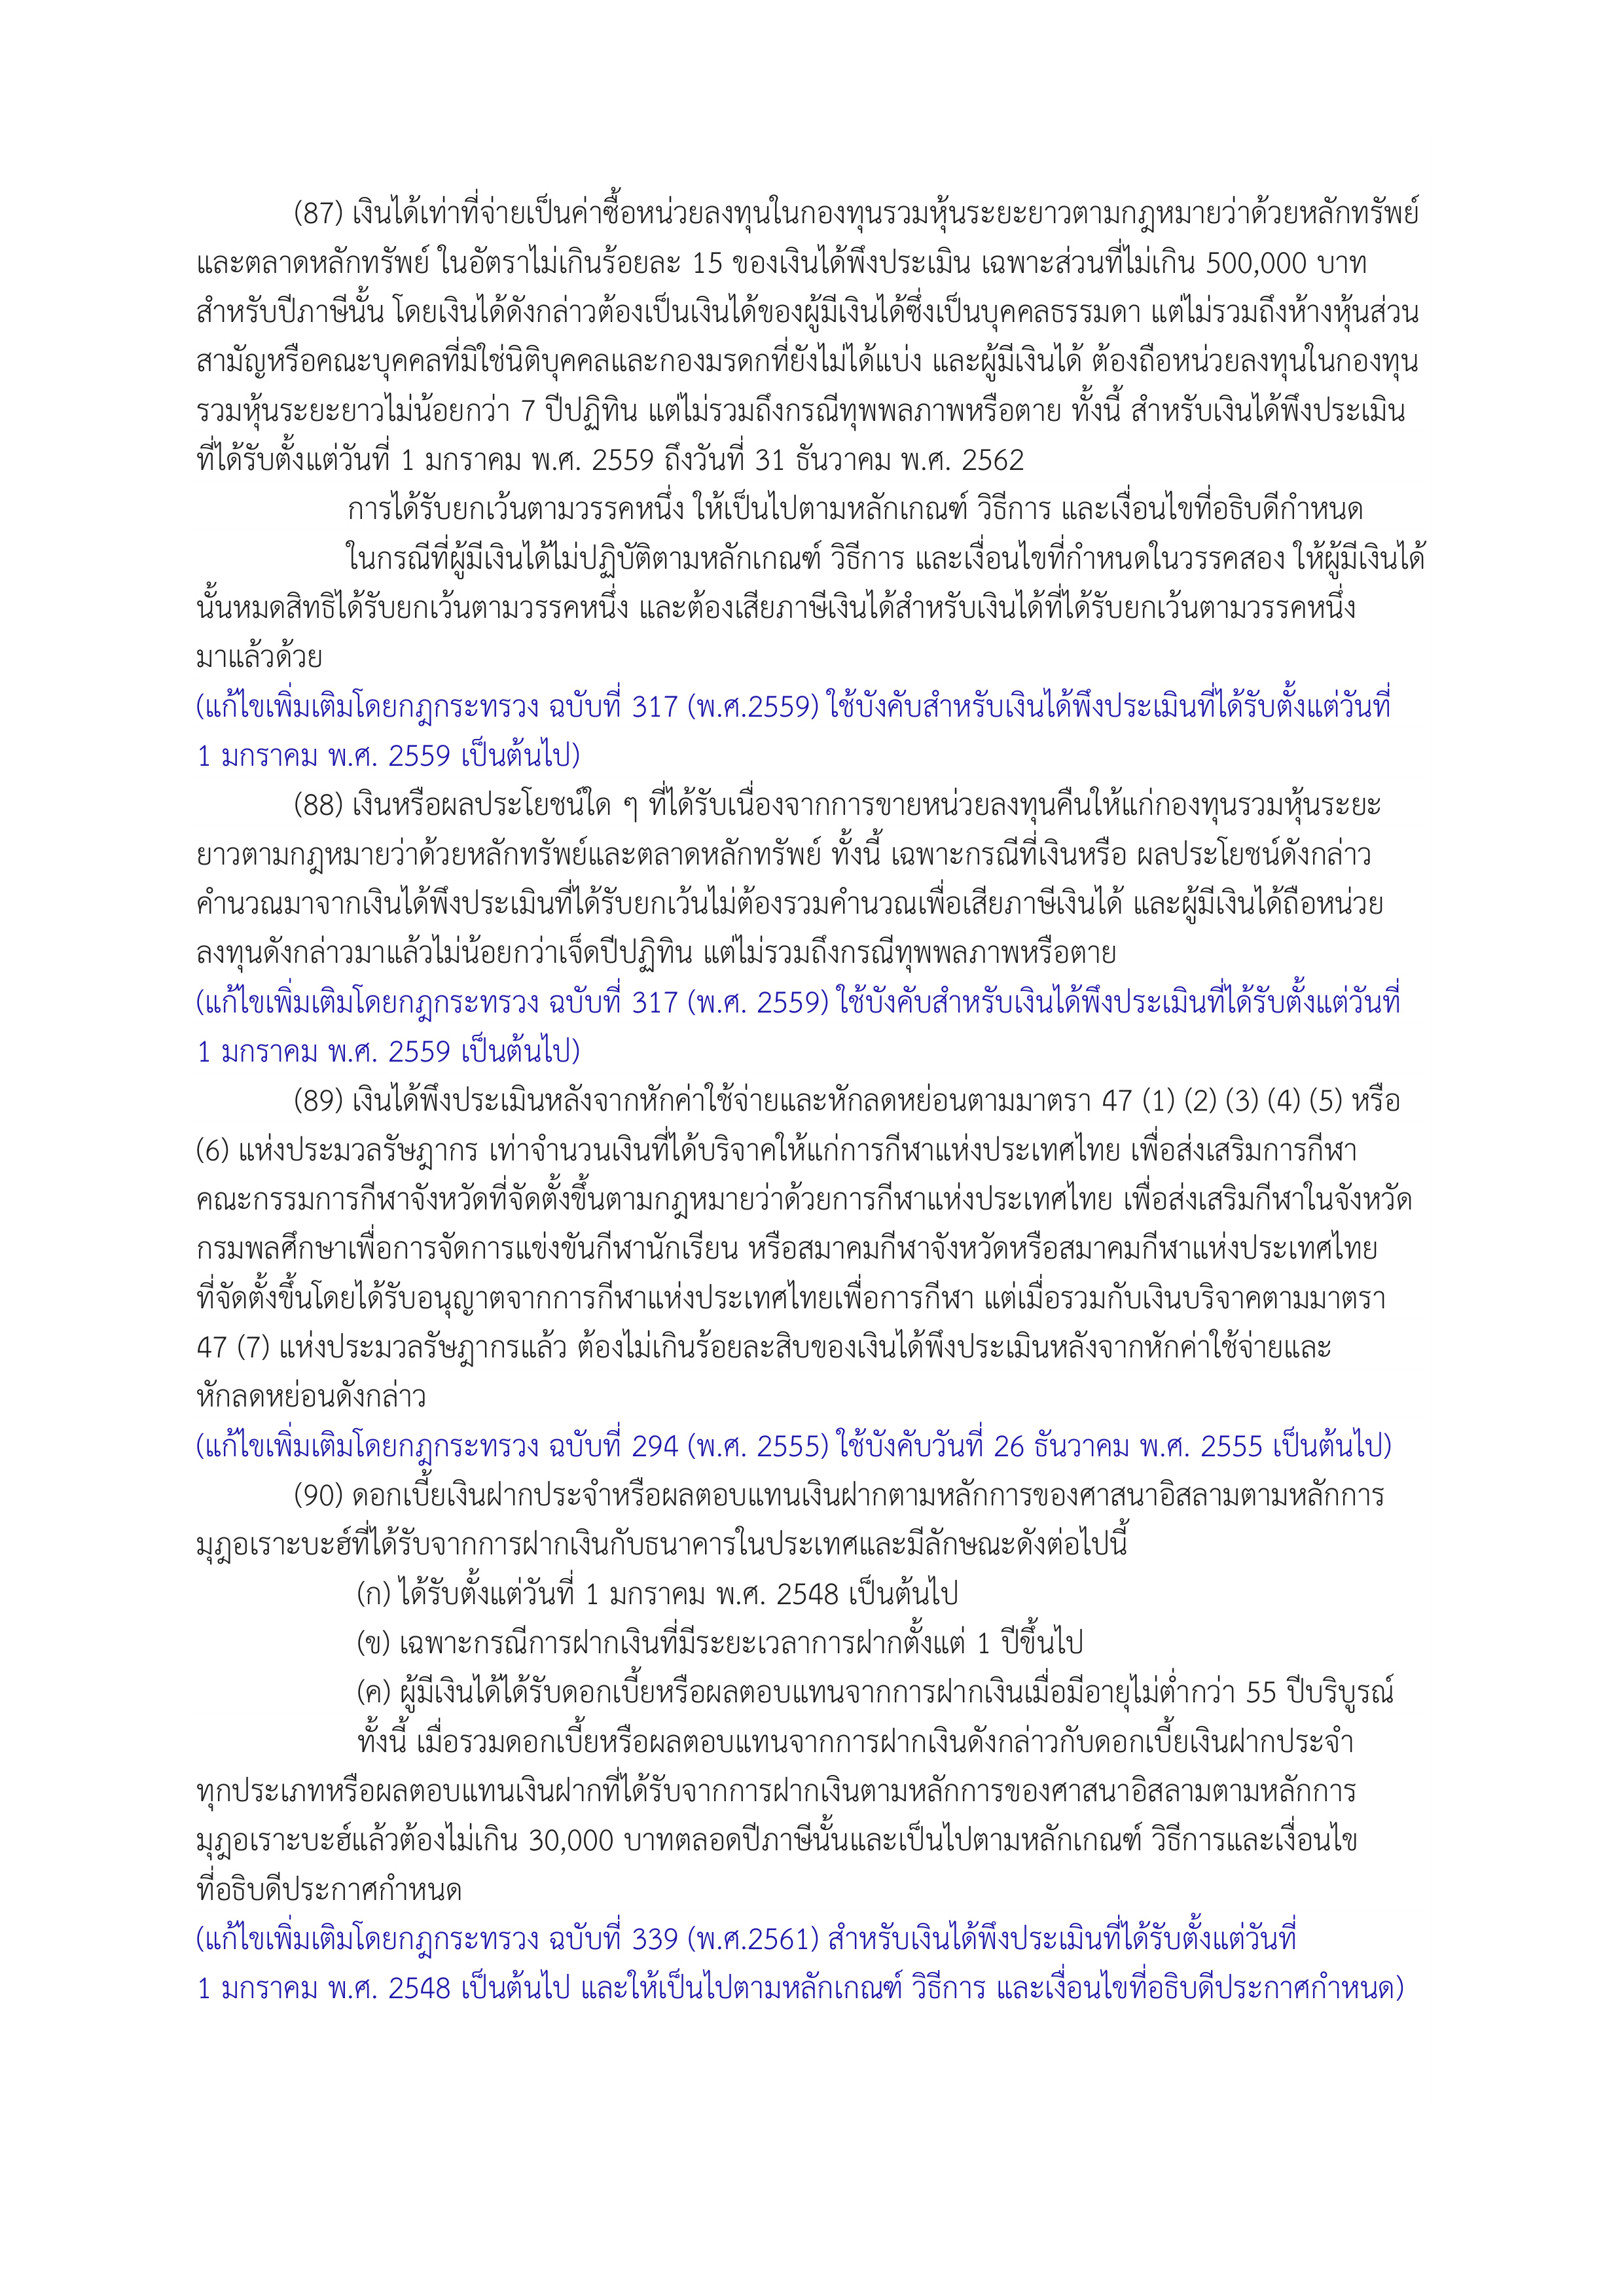 (87) เงินได้เท่าที่จ่ายเป็นค่าซื้อหน่วยลงทุนในกองทุนรวมหุ้นระยะยาวตามกฎหมายว่าด้วยหลักทรัพย์
และตลาดหลักทรัพย์ ในอัตราไม่เกินร้อยละ 15 ของเงินได้พึงประเมิน เฉพาะส่วนที่ไม่เกิน 500,000 บาท
สำหรับปีภาษีนั้น โดยเงินได้ดังกล่าวต้องเป็นเงินได้ของผู้มีเงินได้ซึ่งเป็นบุคคลธรรมดา แต่ไม่รวมถึงห้างหุ้นส่วน
สามัญหรือคณะบุคคลที่มิใช่นิติบุคคลและกองมรดกที่ยังไม่ได้แบ่ง และผู้มีเงินได้ ต้องถือหน่วยลงทุนในกองทุน
รวมหุ้นระยะยาวไม่น้อยกว่า 7 ปีปฏิทิน แต่ไม่รวมถึงกรณีทุพพลภาพหรือตาย ทั้งนี้ สำหรับเงินได้พึงประเมิน
ที่ได้รับตั้งแต่วันที่ 1 มกราคม พ.ศ. 2559 ถึงวันที่ 31 ธันวาคม พ.ศ. 2562
การได้รับยกเว้นตามวรรคหนึ่ง ให้เป็นไปตามหลักเกณฑ์ วิธีการ และเงื่อนไขที่อธิบดีกำหนด
ในกรณีที่ผู้มีเงินได้ไม่ปฏิบัติตามหลักเกณฑ์ วิธีการ และเงื่อนไขที่กำหนดในวรรคสอง ให้ผู้มีเงินได้
นั้นหมดสิทธิได้รับยกเว้นตามวรรคหนึ่ง และต้องเสียภาษีเงินได้สำหรับเงินได้ที่ได้รับยกเว้นตามวรรคหนึ่ง
มาแล้วด้วย
(แก้ไขเพิ่มเติมโดยกฎกระทรวง ฉบับที่ 317 (พ.ศ.2559) ใช้บังคับสำหรับเงินได้พึงประเมินที่ได้รับตั้งแต่วันที่
1 มกราคม พ.ศ. 2559 เป็นต้นไป)
(88) เงินหรือผลประโยชน์ใด ๆ ที่ได้รับเนื่องจากการขายหน่วยลงทุนคืนให้แก่กองทุนรวมหุ้นระยะ
ยาวตามกฎหมายว่าด้วยหลักทรัพย์และตลาดหลักทรัพย์ ทั้งนี้ เฉพาะกรณีที่เงินหรือ ผลประโยชน์ดังกล่าว
คำนวณมาจากเงินได้พึงประเมินที่ได้รับยกเว้นไม่ต้องรวมคำนวณเพื่อเสียภาษีเงินได้ และผู้มีเงินได้ถือหน่วย
ลงทุนดังกล่าวมาแล้วไม่น้อยกว่าเจ็ดปีปฏิทิน แต่ไม่รวมถึงกรณีทุพพลภาพหรือตาย
(แก้ไขเพิ่มเติมโดยกฎกระทรวง ฉบับที่ 317 (พ.ศ. 2559) ใช้บังคับสำหรับเงินได้พึงประเมินที่ได้รับตั้งแต่วันที่
1 มกราคม พ.ศ. 2559 เป็นต้นไป)
(89) เงินได้พึงประเมินหลังจากหักค่าใช้จ่ายและหักลดหย่อนตามมาตรา 47 (1) (2) (3) (4) (5) หรือ
(6) แห่งประมวลรัษฎากร เท่าจำนวนเงินที่ได้บริจาคให้แก่การกีฬาแห่งประเทศไทย เพื่อส่งเสริมการกีฬา
คณะกรรมการกีฬาจังหวัดที่จัดตั้งขึ้นตามกฎหมายว่าด้วยการกีฬาแห่งประเทศไทย เพื่อส่งเสริมกีฬาในจังหวัด
กรมพลศึกษาเพื่อการจัดการแข่งขันกีฬานักเรียน หรือสมาคมกีฬาจังหวัดหรือสมาคมกีฬาแห่งประเทศไทย
ที่จัดตั้งขึ้นโดยได้รับอนุญาตจากการกีฬาแห่งประเทศไทยเพื่อการกีฬา แต่เมื่อรวมกับเงินบริจาคตามมาตรา
47 (7) แห่งประมวลรัษฎากรแล้ว ต้องไม่เกินร้อยละสิบของเงินได้พึงประเมินหลังจากหักค่าใช้จ่ายและ
หักลดหย่อนดังกล่าว
(แก้ไขเพิ่มเติมโดยกฎกระทรวง ฉบับที่ 294 (พ.ศ. 2555) ใช้บังคับวันที่ 26 ธันวาคม พ.ศ. 2555 เป็นต้นไป)
(90) ดอกเบี้ยเงินฝากประจำหรือผลตอบแทนเงินฝากตามหลักการของศาสนาอิสลามตามหลักการ
มุฎอเราะบะฮ์ที่ได้รับจากการฝากเงินกับธนาคารในประเทศและมีลักษณะดังต่อไปนี้
(ก) ได้รับตั้งแต่วันที่ 1 มกราคม พ.ศ. 2548 เป็นต้นไป
(ข) เฉพาะกรณีการฝากเงินที่มีระยะเวลาการฝากตั้งแต่ 1 ปีขึ้นไป
(ค) ผู้มีเงินได้ได้รับดอกเบี้ยหรือผลตอบแทนจากการฝากเงินเมื่อมีอายุไม่ต่ำกว่า 55 ปีบริบูรณ์
ทั้งนี้ เมื่อรวมดอกเบี้ยหรือผลตอบแทนจากการฝากเงินดังกล่าวกับดอกเบี้ยเงินฝากประจำ
ทุกประเภทหรือผลตอบแทนเงินฝากที่ได้รับจากการฝากเงินตามหลักการของศาสนาอิสลามตามหลักการ
มุฎอเราะบะฮ์แล้วต้องไม่เกิน 30,000 บาทตลอดปีภาษีนั้นและเป็นไปตามหลักเกณฑ์ วิธีการและเงื่อนไข
ที่อธิบดีประกาศกำหนด
(แก้ไขเพิ่มเติมโดยกฎกระทรวง ฉบับที่ 339 (พ.ศ.2561) สำหรับเงินได้พึงประเมินที่ได้รับตั้งแต่วันที่
1 มกราคม พ.ศ. 2548 เป็นต้นไป และให้เป็นไปตามหลักเกณฑ์ วิธีการ และเงื่อนไขที่อธิบดีประกาศกำหนด)